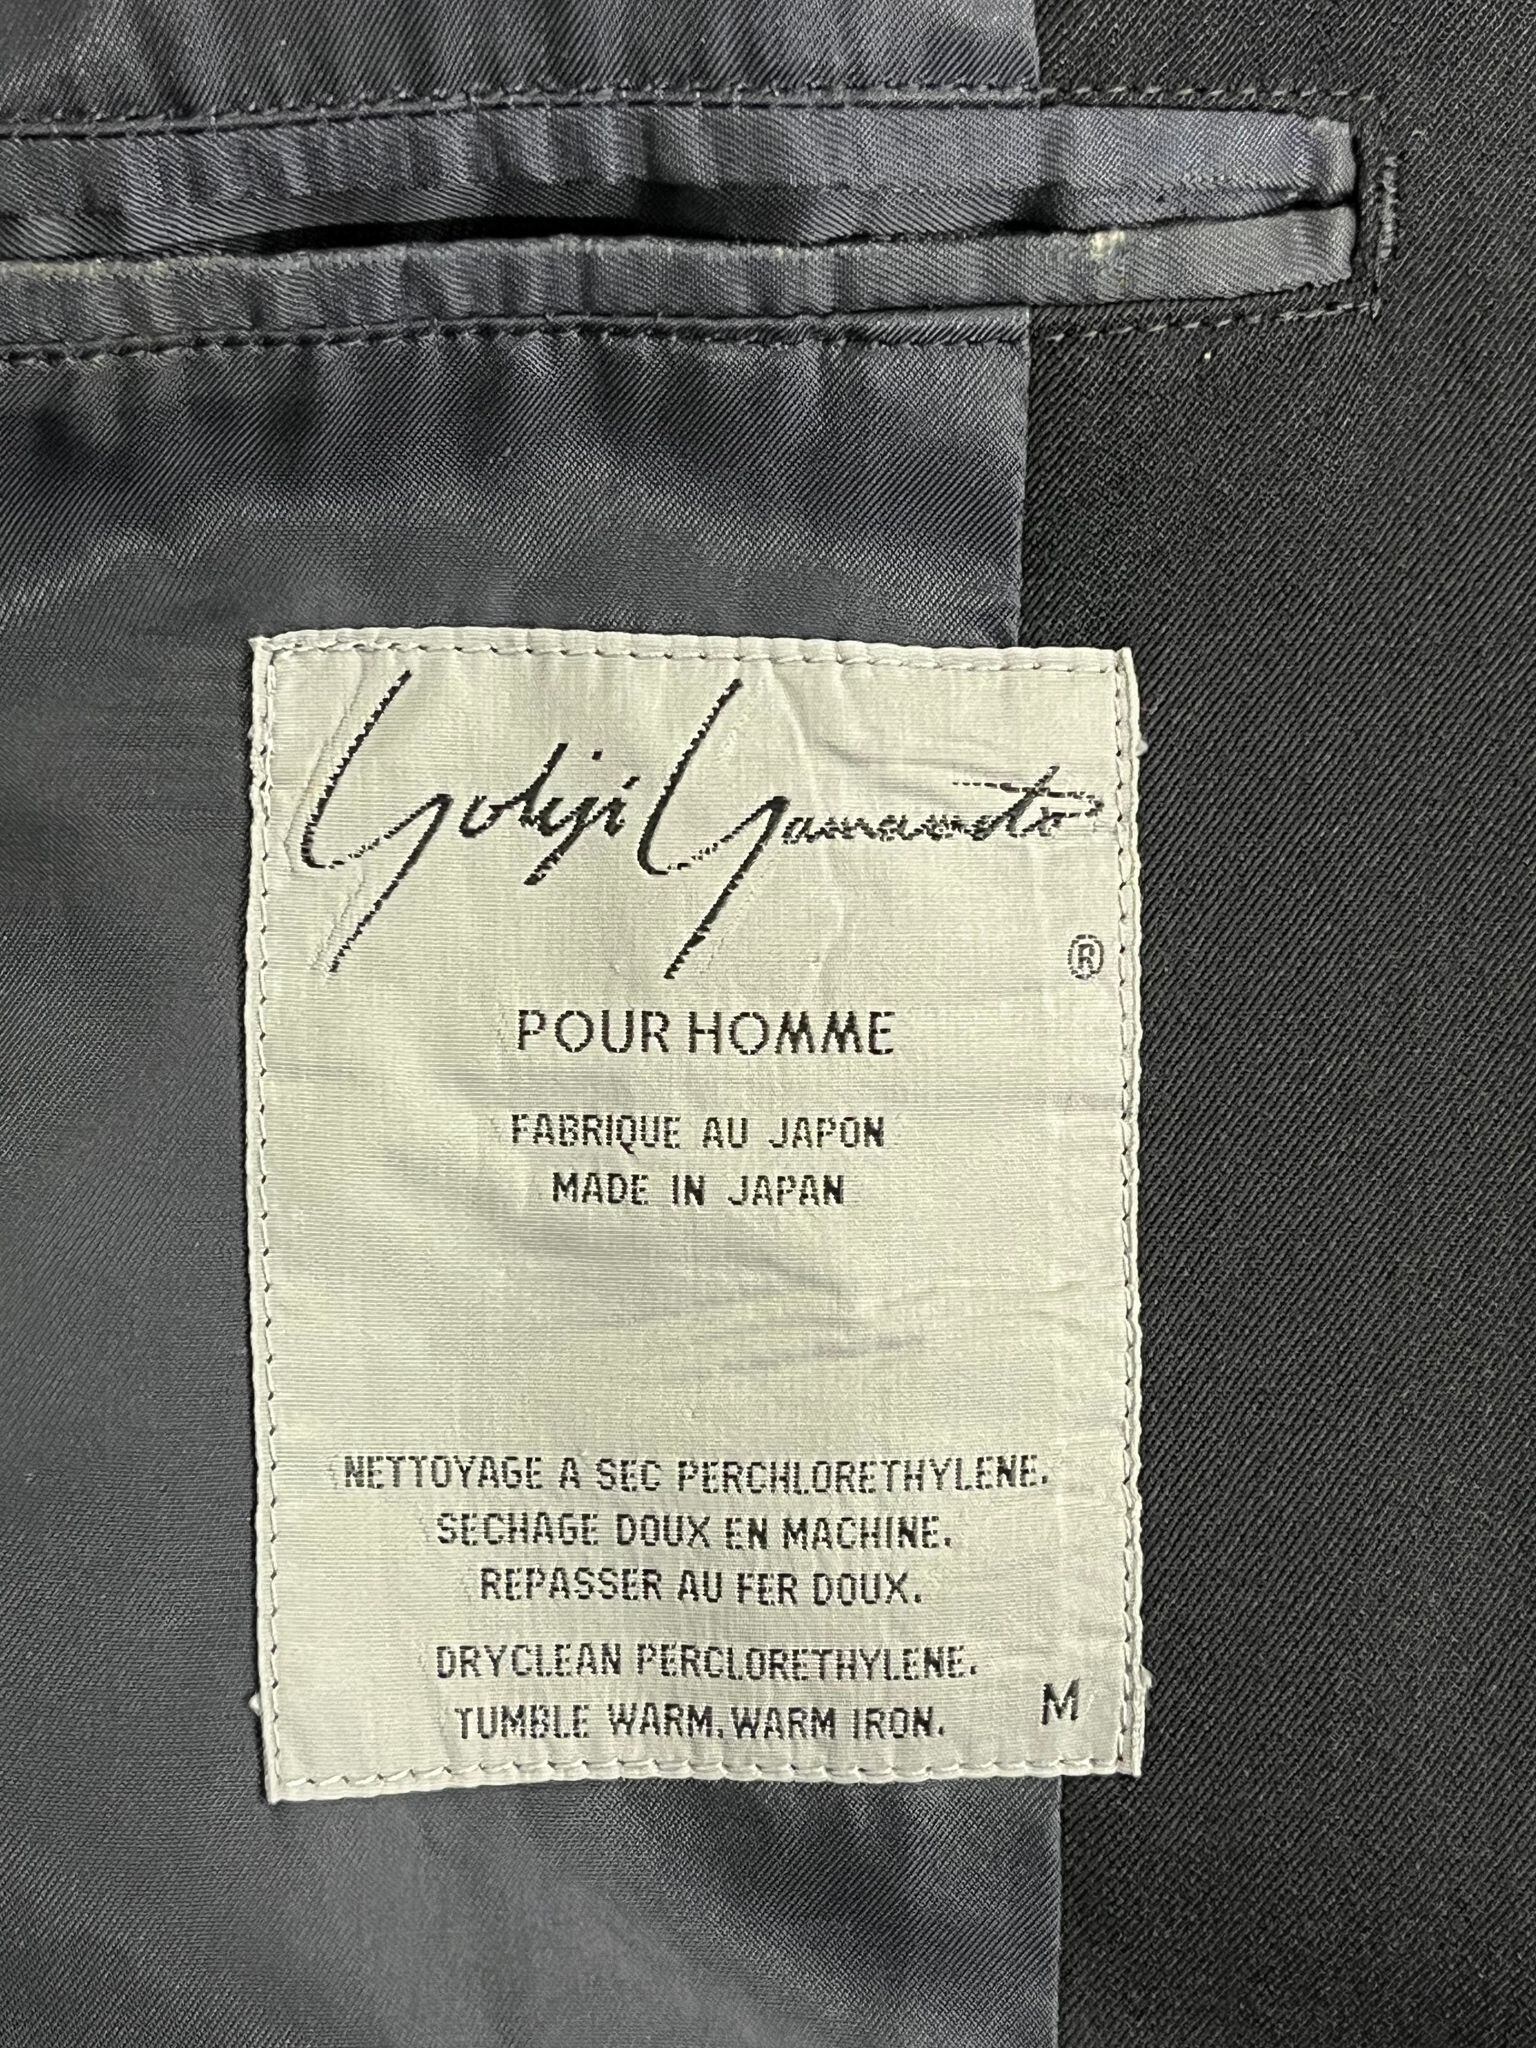 Yohji Yamamoto
®
POUR HOMME
FABRIQUE AU JAPON
MADE IN JAPAN
NETTOYAGE A SEC PERCHLORETHYLENE.
SECHAGE DOUX EN MACHINE.
REPASSER AU FER DOUX.
DRYCLEAN PERCLORETHYLENE.
TUMBLE WARM, WARM IRON.
M